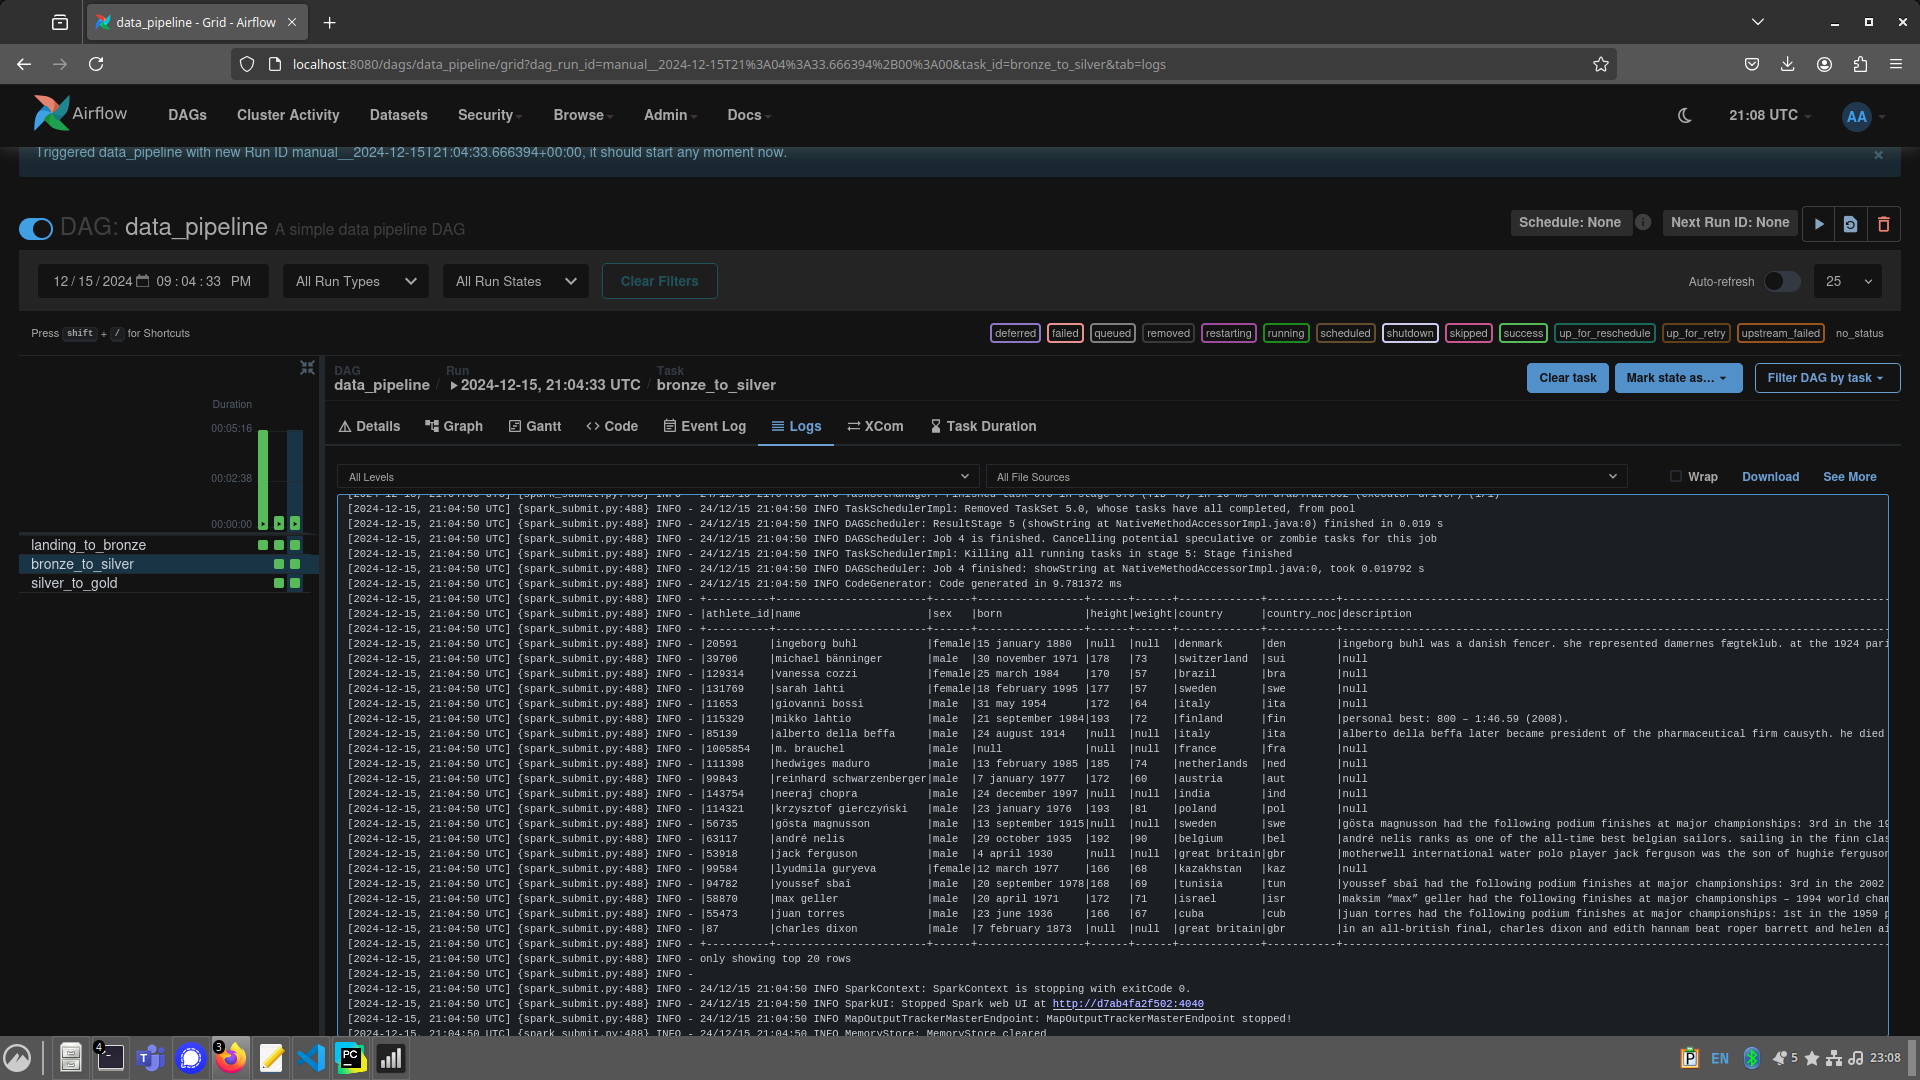 data_pipeline - Grid - Airflow
localhost:8080/dags/data_pipeline/grid?dag_run_id=manual__2024-12-15T21%3A04%3A33.666394%2B00%3A00&task_id=bronze_to_silver&tab=logs
Airflow DAGs Cluster Activity Datasets Security Browse Admin Docs 21:08 UTC AA
Triggered data_pipeline with new Run ID manual__2024-12-15T21:04:33.666394+00:00, it should start any moment now. ×
DAG: data_pipeline A simple data pipeline DAG Schedule: None Next Run ID: None
12/15/2024 09:04:33 PM All Run Types All Run States Clear Filters Auto-refresh 25
Press shift + / for Shortcuts deferred failed queued removed restarting running scheduled shutdown skipped success up_for_reschedule up_for_retry upstream_failed no_status
DAG Run Task
data_pipeline / 2024-12-15, 21:04:33 UTC / bronze_to_silver Clear task Mark state as... Filter DAG by task
Duration
00:05:16
00:02:38
00:00:00
landing_to_bronze
bronze_to_silver
silver_to_gold
Details Graph Gantt Code Event Log Logs XCom Task Duration
All Levels All File Sources Wrap Download See More
[2024-12-15, 21:04:50 UTC] {spark_submit.py:488} INFO - 24/12/15 21:04:50 INFO TaskSchedulerImpl: Removed TaskSet 5.0, whose tasks have all completed, from pool
[2024-12-15, 21:04:50 UTC] {spark_submit.py:488} INFO - 24/12/15 21:04:50 INFO DAGScheduler: ResultStage 5 (showString at NativeMethodAccessorImpl.java:0) finished in 0.019 s
[2024-12-15, 21:04:50 UTC] {spark_submit.py:488} INFO - 24/12/15 21:04:50 INFO DAGScheduler: Job 4 is finished. Cancelling potential speculative or zombie tasks for this job
[2024-12-15, 21:04:50 UTC] {spark_submit.py:488} INFO - 24/12/15 21:04:50 INFO TaskSchedulerImpl: Killing all running tasks in stage 5: Stage finished
[2024-12-15, 21:04:50 UTC] {spark_submit.py:488} INFO - 24/12/15 21:04:50 INFO DAGScheduler: Job 4 finished: showString at NativeMethodAccessorImpl.java:0, took 0.019792 s
[2024-12-15, 21:04:50 UTC] {spark_submit.py:488} INFO - 24/12/15 21:04:50 INFO CodeGenerator: Code generated in 9.781372 ms
[2024-12-15, 21:04:50 UTC] {spark_submit.py:488} INFO - +----------+------------------------+------+-----------------+------+------+-------------+-----------+----------
[2024-12-15, 21:04:50 UTC] {spark_submit.py:488} INFO - |athlete_id|name |sex |born |height|weight|country |country_noc|description
[2024-12-15, 21:04:50 UTC] {spark_submit.py:488} INFO - +----------+------------------------+------+-----------------+------+------+-------------+-----------+----------
[2024-12-15, 21:04:50 UTC] {spark_submit.py:488} INFO - |20591 |ingeborg buhl |female|15 january 1880 |null |null |denmark |den |ingeborg buhl was a danish fencer. she represented damernes fægteklub. at the 1924 pari
[2024-12-15, 21:04:50 UTC] {spark_submit.py:488} INFO - |39706 |michael bänninger |male |30 november 1971 |178 |73 |switzerland |sui |null
[2024-12-15, 21:04:50 UTC] {spark_submit.py:488} INFO - |129314 |vanessa cozzi |female|25 march 1984 |170 |57 |brazil |bra |null
[2024-12-15, 21:04:50 UTC] {spark_submit.py:488} INFO - |131769 |sarah lahti |female|18 february 1995 |177 |57 |sweden |swe |null
[2024-12-15, 21:04:50 UTC] {spark_submit.py:488} INFO - |11653 |giovanni bossi |male |31 may 1954 |172 |64 |italy |ita |null
[2024-12-15, 21:04:50 UTC] {spark_submit.py:488} INFO - |115329 |mikko lahtio |male |21 september 1984|193 |72 |finland |fin |personal best: 800 – 1:46.59 (2008).
[2024-12-15, 21:04:50 UTC] {spark_submit.py:488} INFO - |85139 |alberto della beffa |male |24 august 1914 |null |null |italy |ita |alberto della beffa later became president of the pharmaceutical firm causyth. he died
[2024-12-15, 21:04:50 UTC] {spark_submit.py:488} INFO - |1005854 |m. brauchel |male |null |null |null |france |fra |null
[2024-12-15, 21:04:50 UTC] {spark_submit.py:488} INFO - |111398 |hedwiges maduro |male |13 february 1985 |185 |74 |netherlands |ned |null
[2024-12-15, 21:04:50 UTC] {spark_submit.py:488} INFO - |99843 |reinhard schwarzenberger|male |7 january 1977 |172 |60 |austria |aut |null
[2024-12-15, 21:04:50 UTC] {spark_submit.py:488} INFO - |143754 |neeraj chopra |male |24 december 1997 |null |null |india |ind |null
[2024-12-15, 21:04:50 UTC] {spark_submit.py:488} INFO - |114321 |krzysztof gierczyński |male |23 january 1976 |193 |81 |poland |pol |null
[2024-12-15, 21:04:50 UTC] {spark_submit.py:488} INFO - |56735 |gösta magnusson |male |13 september 1915|null |null |sweden |swe |gösta magnusson had the following podium finishes at major championships: 3rd in the 19
[2024-12-15, 21:04:50 UTC] {spark_submit.py:488} INFO - |63117 |andré nelis |male |29 october 1935 |192 |90 |belgium |bel |andré nelis ranks as one of the all-time best belgian sailors. sailing in the finn clas
[2024-12-15, 21:04:50 UTC] {spark_submit.py:488} INFO - |53918 |jack ferguson |male |4 april 1930 |null |null |great britain|gbr |motherwell international water polo player jack ferguson was the son of hughie ferguson
[2024-12-15, 21:04:50 UTC] {spark_submit.py:488} INFO - |99584 |lyudmila guryeva |female|12 march 1977 |166 |68 |kazakhstan |kaz |null
[2024-12-15, 21:04:50 UTC] {spark_submit.py:488} INFO - |94782 |youssef sbaî |male |20 september 1978|168 |69 |tunisia |tun |youssef sbaî had the following podium finishes at major championships: 3rd in the 2002
[2024-12-15, 21:04:50 UTC] {spark_submit.py:488} INFO - |58870 |max geller |male |20 april 1971 |172 |71 |israel |isr |maksim “max” geller had the following finishes at major championships – 1994 world cham
[2024-12-15, 21:04:50 UTC] {spark_submit.py:488} INFO - |55473 |juan torres |male |23 june 1936 |166 |67 |cuba |cub |juan torres had the following podium finishes at major championships: 1st in the 1959 p
[2024-12-15, 21:04:50 UTC] {spark_submit.py:488} INFO - |87 |charles dixon |male |7 february 1873 |null |null |great britain|gbr |in an all-british final, charles dixon and edith hannam beat roper barrett and helen ai
[2024-12-15, 21:04:50 UTC] {spark_submit.py:488} INFO - +----------+------------------------+------+-----------------+------+------+-------------+-----------+----------
[2024-12-15, 21:04:50 UTC] {spark_submit.py:488} INFO - only showing top 20 rows
[2024-12-15, 21:04:50 UTC] {spark_submit.py:488} INFO -
[2024-12-15, 21:04:50 UTC] {spark_submit.py:488} INFO - 24/12/15 21:04:50 INFO SparkContext: SparkContext is stopping with exitCode 0.
[2024-12-15, 21:04:50 UTC] {spark_submit.py:488} INFO - 24/12/15 21:04:50 INFO SparkUI: Stopped Spark web UI at http://d7ab4fa2f502:4040
[2024-12-15, 21:04:50 UTC] {spark_submit.py:488} INFO - 24/12/15 21:04:50 INFO MapOutputTrackerMasterEndpoint: MapOutputTrackerMasterEndpoint stopped!
[2024-12-15, 21:04:50 UTC] {spark_submit.py:488} INFO - 24/12/15 21:04:50 INFO MemoryStore: MemoryStore cleared
4 3 PC EN 5 23:08